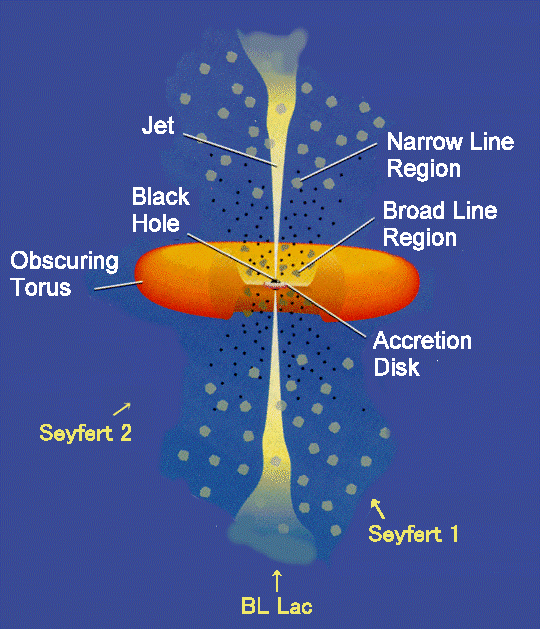 Jet
Narrow Line
Region
Black
Hole
Broad Line
Region
Obscuring
Torus
Accretion
Disk
Seyfert 2
Seyfert 1
BL Lac